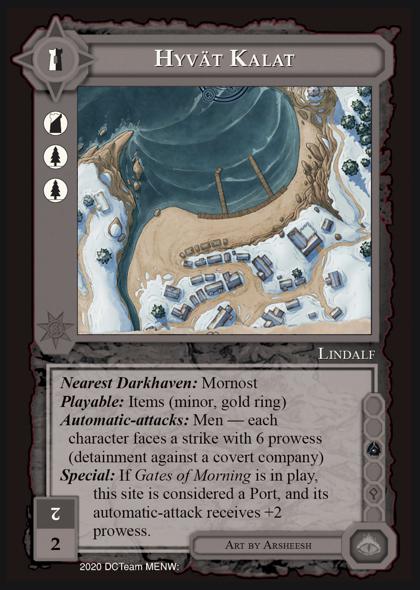 Hyvät Kalat
Lindalf
Nearest Darkhaven: Mornost
Playable: Items (minor, gold ring)
Automatic-attacks: Men — each
character faces a strike with 6 prowess
(detainment against a covert company)
Special: If Gates of Morning is in play,
this site is considered a Port, and its
automatic-attack receives +2
prowess.
2
2
Art by Arsheesh
2020 DCTeam MENW: